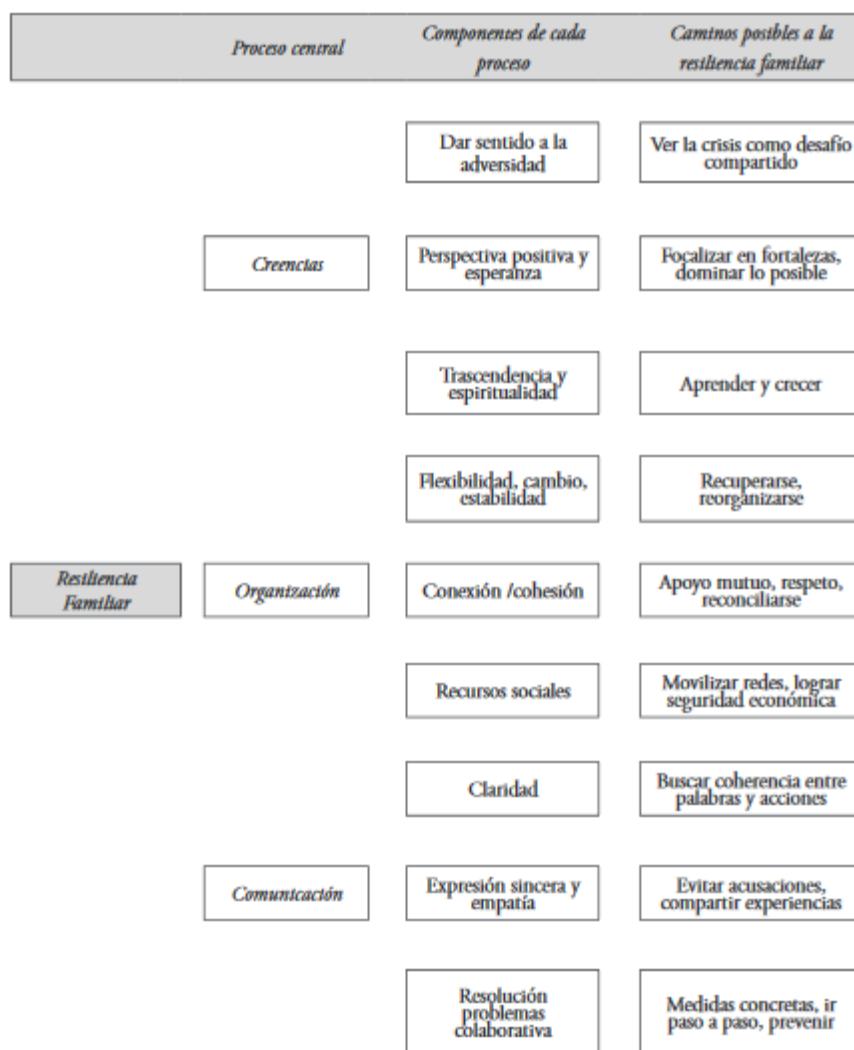 Proceso central
Componentes de cada
proceso
Caminos posibles a la
resiliencia familiar
Dar sentido a la
adversidad
Ver la crisis como desafío
compartido
Creencias
Perspectiva positiva y
esperanza
Focalizar en fortalezas,
dominar lo posible
Trascendencia y
espiritualidad
Aprender y crecer
Flexibilidad, cambio,
estabilidad
Recuperarse,
reorganizarse
Resiliencia
Familiar
Organización
Conexión /cohesión
Apoyo mutuo, respeto,
reconciliarse
Recursos sociales
Movilizar redes, lograr
seguridad económica
Claridad
Buscar coherencia entre
palabras y acciones
Comunicación
Expresión sincera y
empatía
Evitar acusaciones,
compartir experiencias
Resolución
problemas
colaborativa
Medidas concretas, ir
paso a paso, prevenir